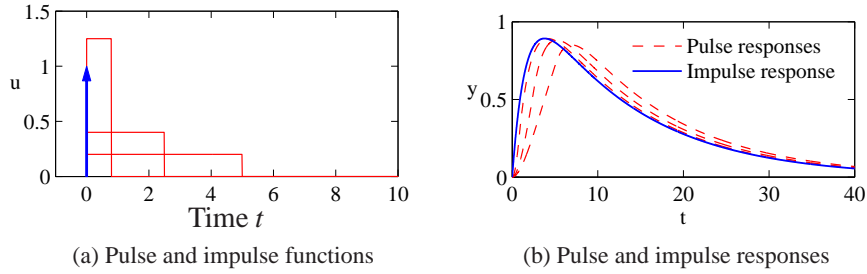 1.5
1
u
0.5
0
0 2 4 6 8 10
Time t
(a) Pulse and impulse functions
1
y
0.5
0
0 10 20 30 40
t
Pulse responses
Impulse response
(b) Pulse and impulse responses